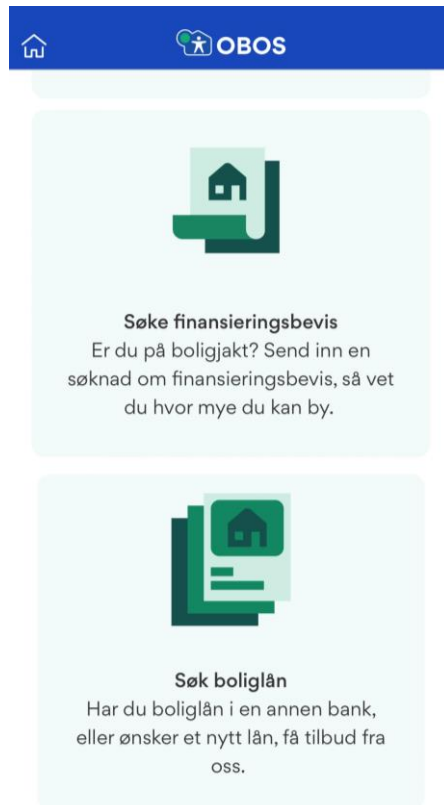 OBOS
Søke finansieringsbevis
Er du på boligjakt? Send inn en
søknad om finansieringsbevis, så vet
du hvor mye du kan by.
Søk boliglån
Har du boliglån i en annen bank,
eller ønsker et nytt lån, få tilbud fra
oss.